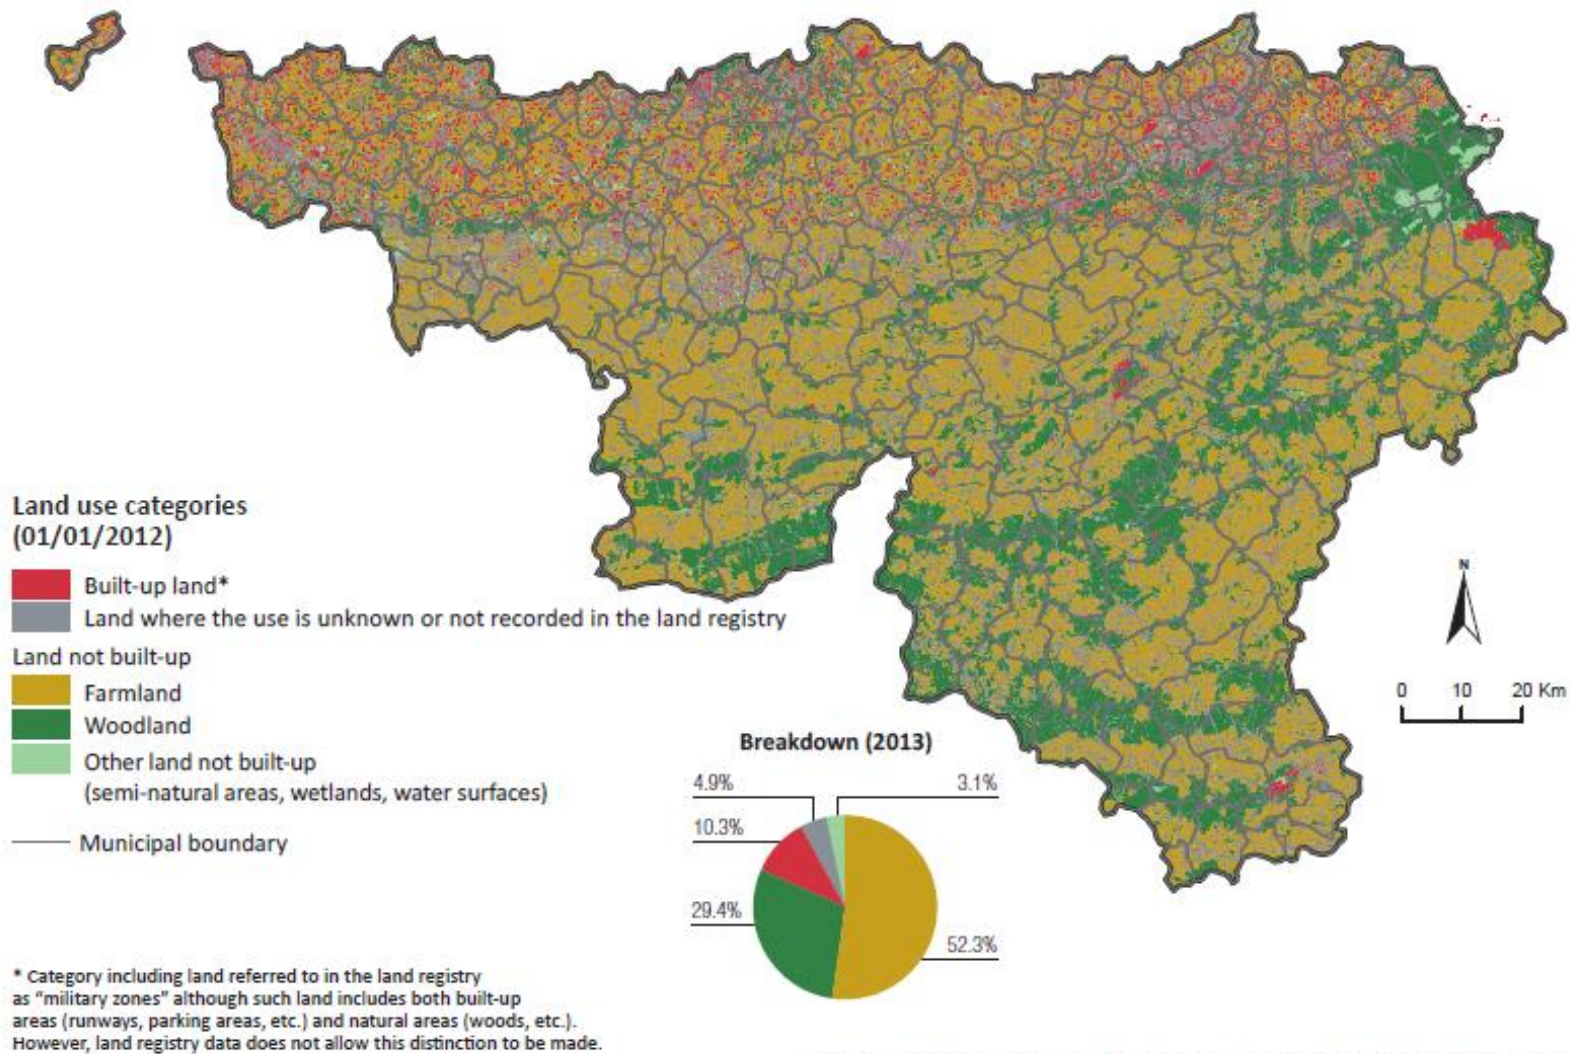 Land use categories
(01/01/2012)
Built-up land*
Land where the use is unknown or not recorded in the land registry
Land not built-up
Farmland
Woodland
Other land not built-up
(semi-natural areas, wetlands, water surfaces)
Municipal boundary
N
0 10 20 Km
Breakdown (2013)
4.9%
3.1%
10.3%
29.4%
52.3%
* Category including land referred to in the land registry
as “military zones” although such land includes both built-up
areas (runways, parking areas, etc.) and natural areas (woods, etc.).
However, land registry data does not allow this distinction to be made.